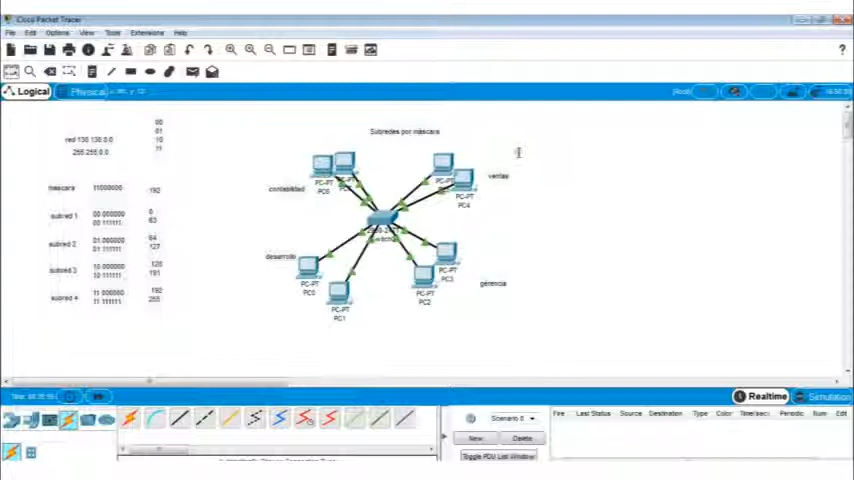 Cisco Packet Tracer
File Edit Options View Tools Extensions Help
Logical
Physical
[Root]
00
01
10
11
red 130.130.0.0
255.255.0.0
mascara 11000000 192
subred 1 00 000000 0
00 111111 63
subred 2 01 000000 64
01 111111 127
subred 3 10 000000 128
10 111111 191
subred 4 11 000000 192
11 111111 255
Subredes por máscara
contabilidad
ventas
desarrollo
gerencia
PC-PT
PC4
PC-PT
PC3
PC-PT
PC2
PC-PT
PC1
PC-PT
Realtime
Simulation
Scenario 0
New
Delete
Toggle PDU List Window
Fire Last Status Source Destination Type Color Time(sec) Periodic Num Edit